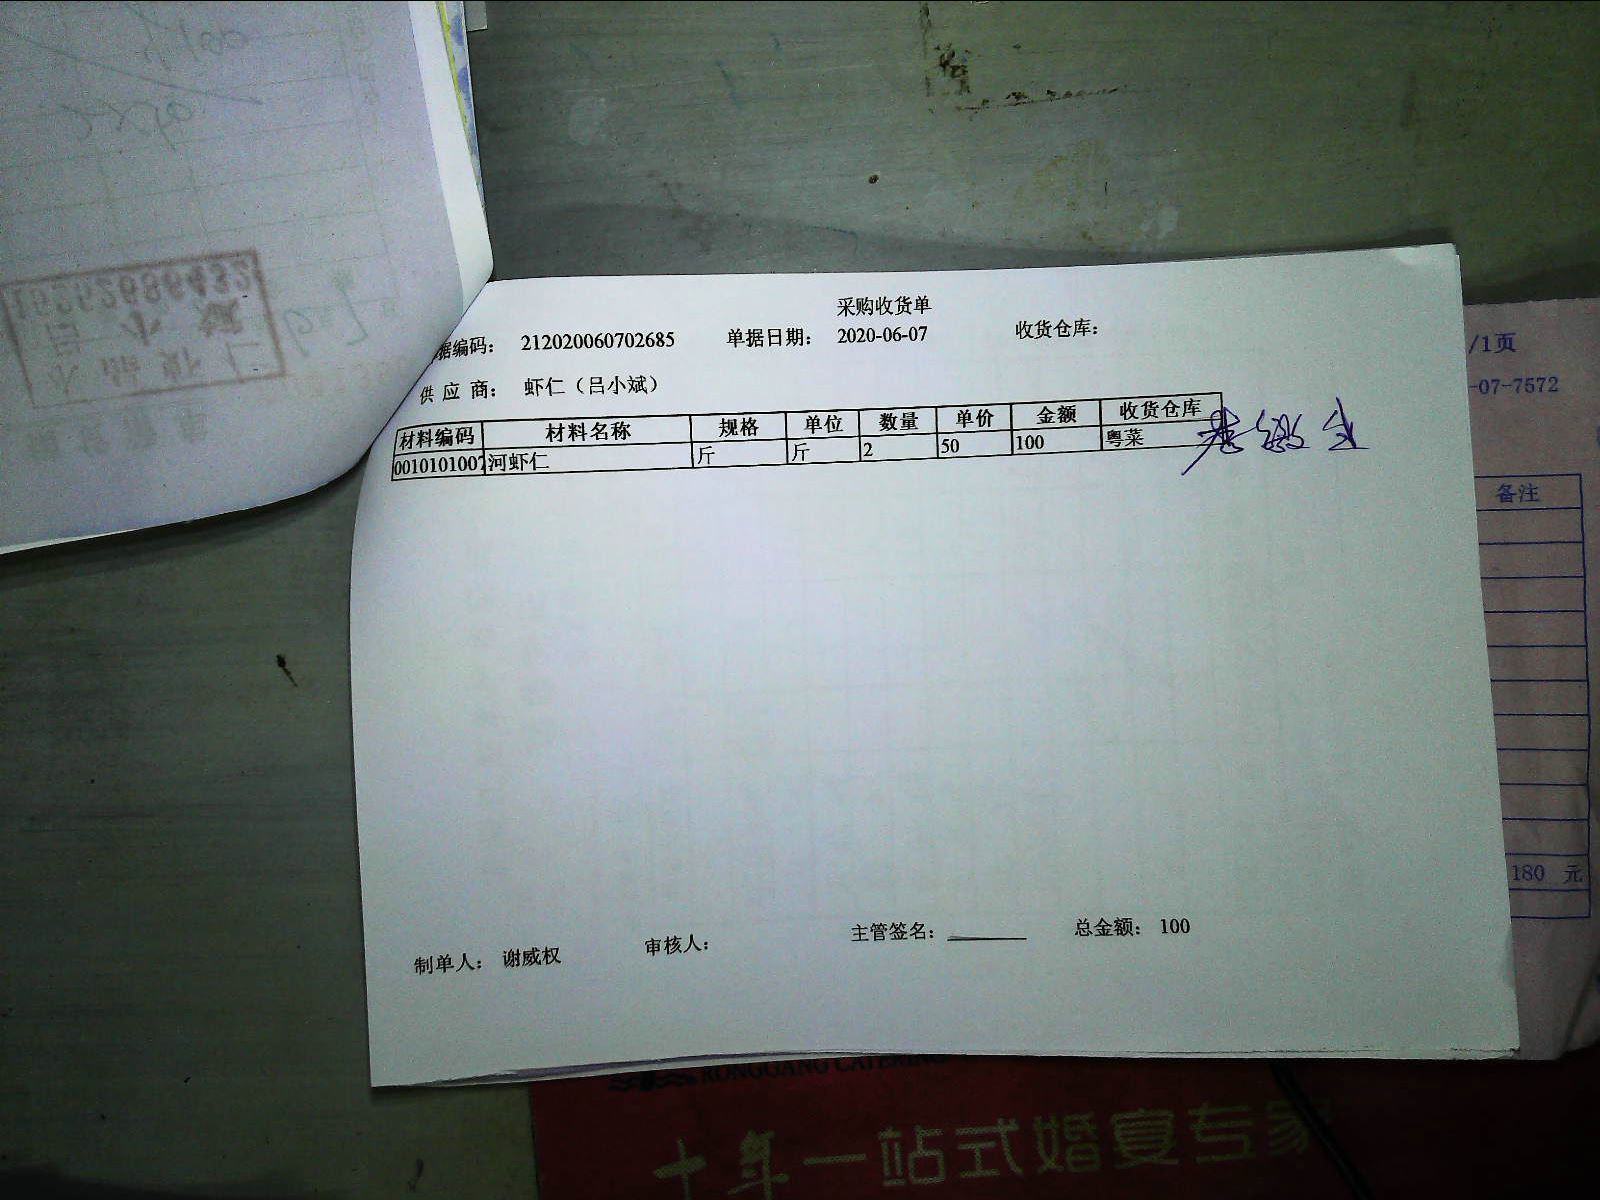 采购收货单
据编码： 212020060702685 单据日期： 2020-06-07 收货仓库：
供 应 商： 虾仁（吕小斌）
材料编码 材料名称 规格 单位 数量 单价 金额 收货仓库
0010101007 河虾仁 斤 斤 2 50 100 粤菜
制单人： 谢威权 审核人： 主管签名： 总金额： 100
/1页
-07-7572
备注
180 元
RONGGANG CATERING
十年一站式婚宴专家
15262686432